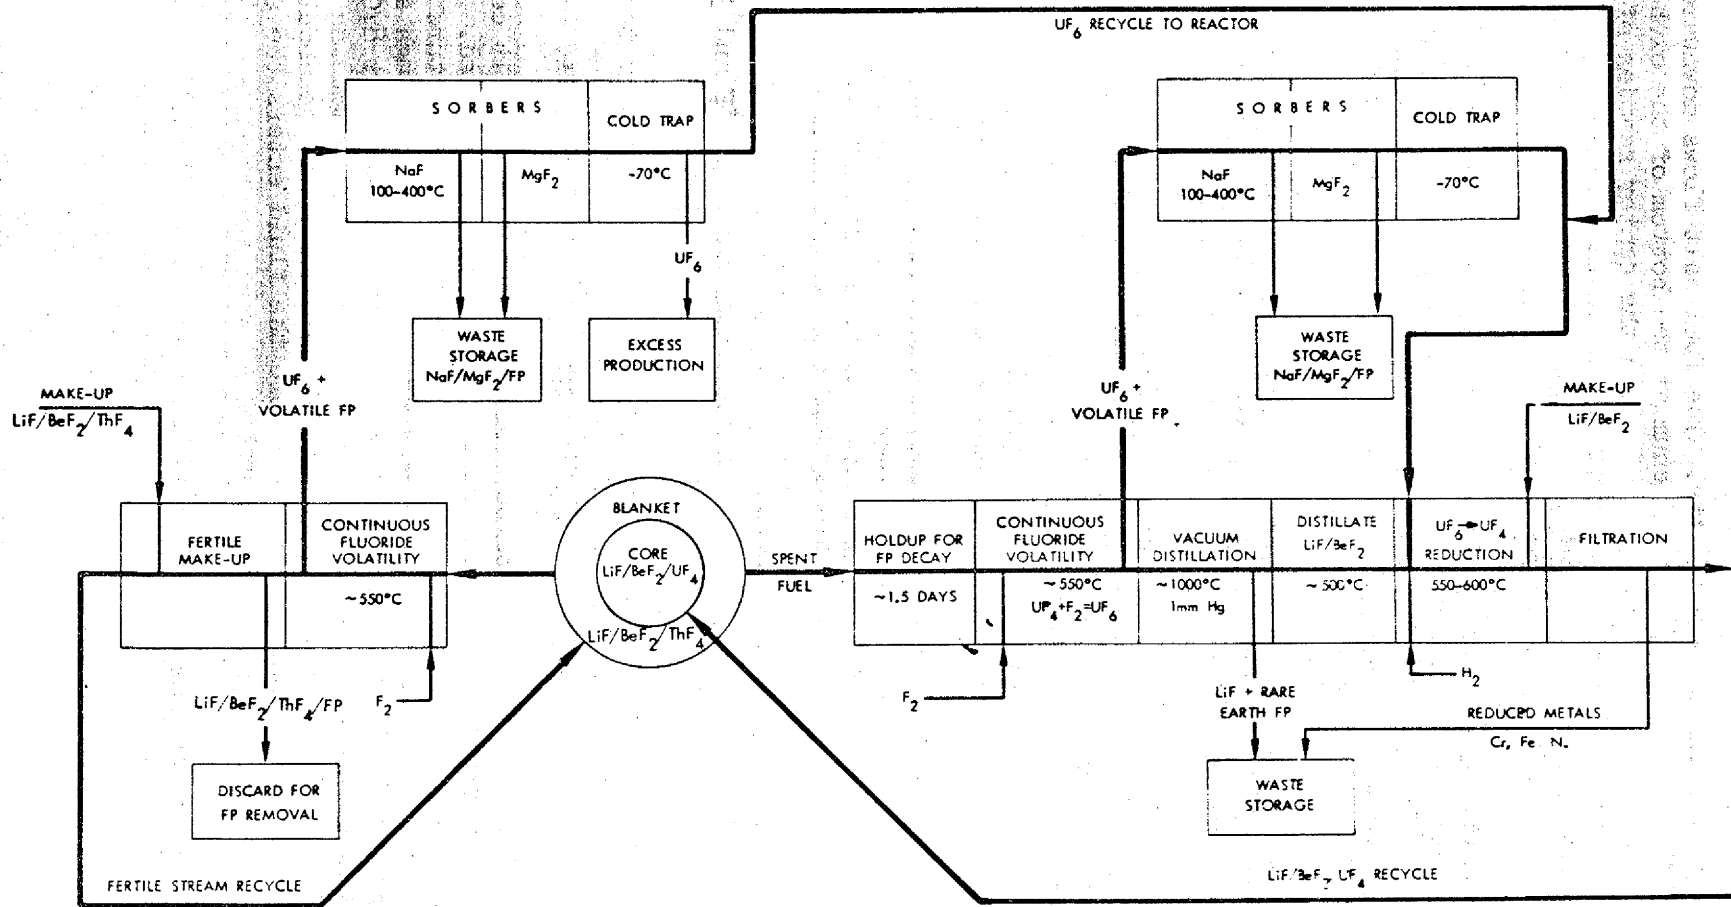 UF6 RECYCLE TO REACTOR
SORBERS
COLD TRAP
NaF
100-400°C
MgF2
-70°C
UF6
WASTE
STORAGE
NaF/MgF2/FP
EXCESS
PRODUCTION
UF6 +
VOLATILE FP
MAKE-UP
LiF/BeF2/ThF4
SORBERS
COLD TRAP
NaF
100-400°C
MgF2
-70°C
WASTE
STORAGE
NaF/MgF2/FP
UF6 +
VOLATILE FP
MAKE-UP
LiF/BeF2
FERTILE
MAKE-UP
CONTINUOUS
FLUORIDE
VOLATILITY
~550°C
F2
LiF/BeF2/ThF4/FP
DISCARD FOR
FP REMOVAL
FERTILE STREAM RECYCLE
BLANKET
CORE
LiF/BeF2/UF4
LiF/BeF2/ThF4
SPENT
FUEL
HOLDUP FOR
FP DECAY
~1.5 DAYS
CONTINUOUS
FLUORIDE
VOLATILITY
~550°C
UF4+F2=UF6
F2
VACUUM
DISTILLATION
~1000°C
1mm Hg
DISTILLATE
LiF/BeF2
~500°C
UF6→UF4
REDUCTION
550-600°C
FILTRATION
H2
LiF + RARE
EARTH FP
REDUCED METALS
Cr, Fe
WASTE
STORAGE
LiF/BeF2 UF4 RECYCLE